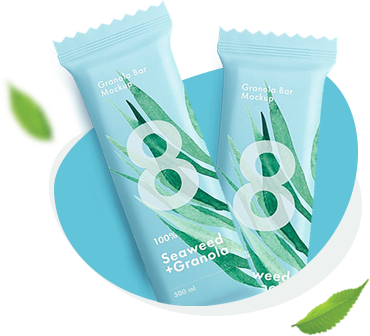 Granola Bar
Mockup
8
100%
Seaweed
+Granola
300 ml
Granola Bar
Mockup
8
weed